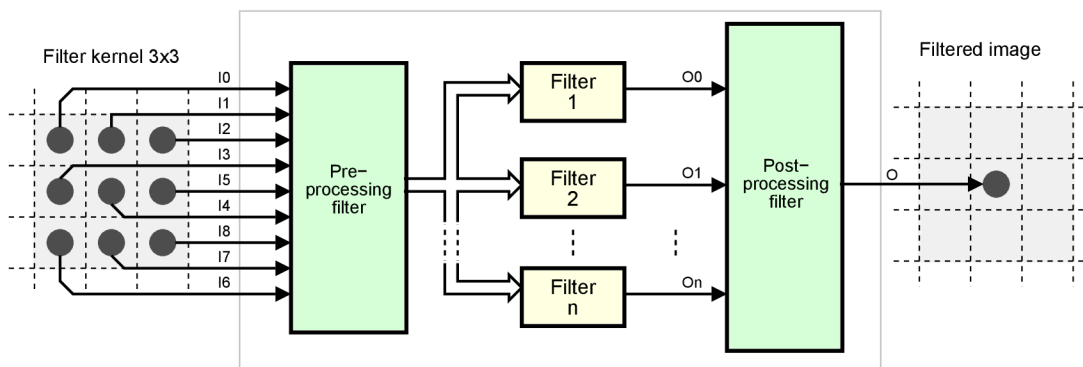 Filter kernel 3x3
I0
I1
I2
I3
I5
I4
I8
I7
I6
Pre-
processing
filter
Filter
1
Filter
2
Filter
n
O0
O1
On
Post-
processing
filter
O
Filtered image